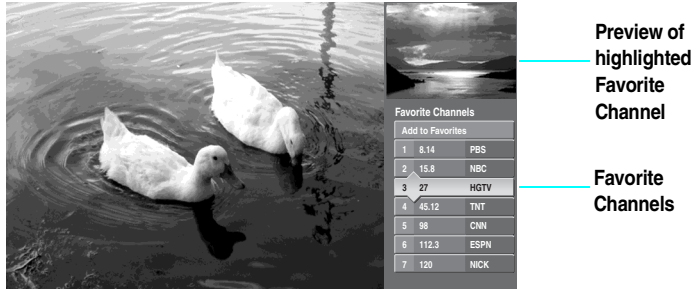 Preview of
highlighted
Favorite
Channel
Favorite Channels
Add to Favorites
1 8.14 PBS
2 15.8 NBC
3 27 HGTV
4 45.12 TNT
5 98 CNN
6 112.3 ESPN
7 120 NICK
Favorite
Channels